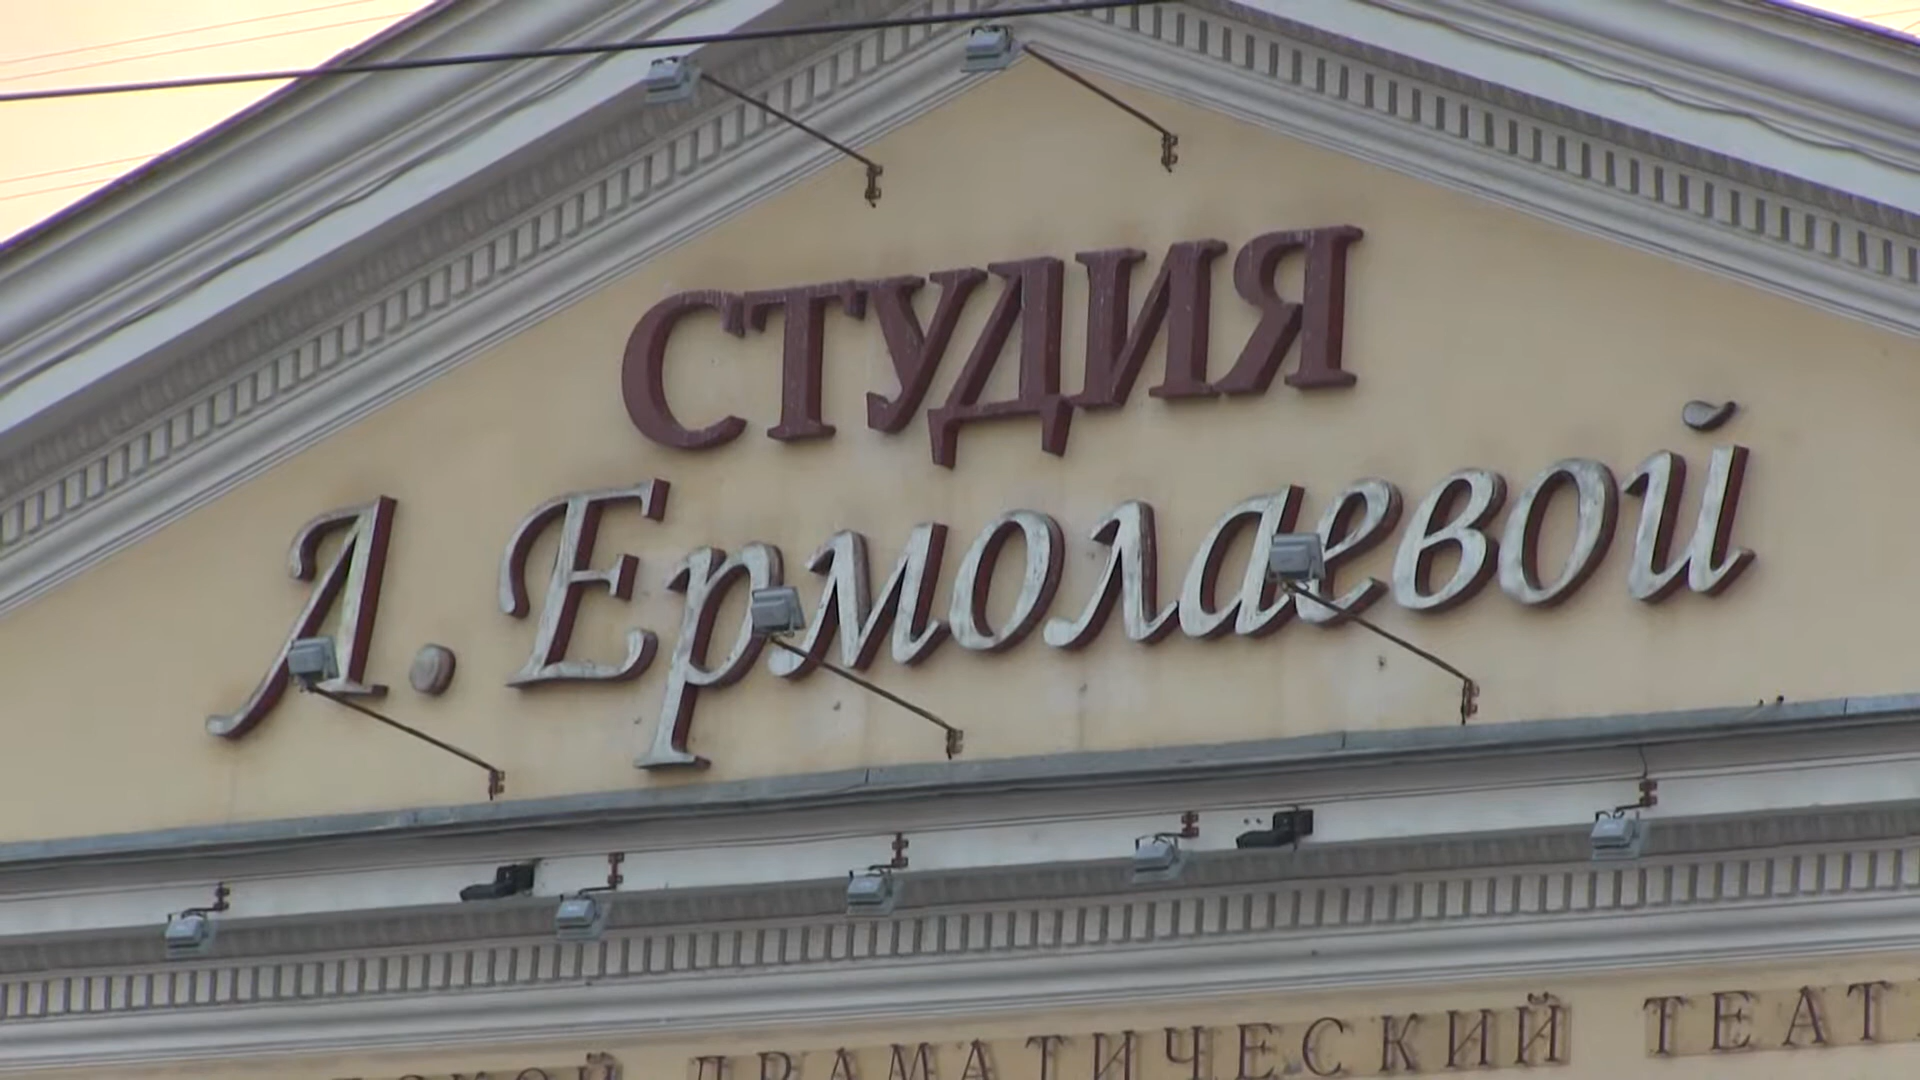 СТУДИЯ
Л. Ермолаевой
ДРАМАТИЧЕСКИЙ